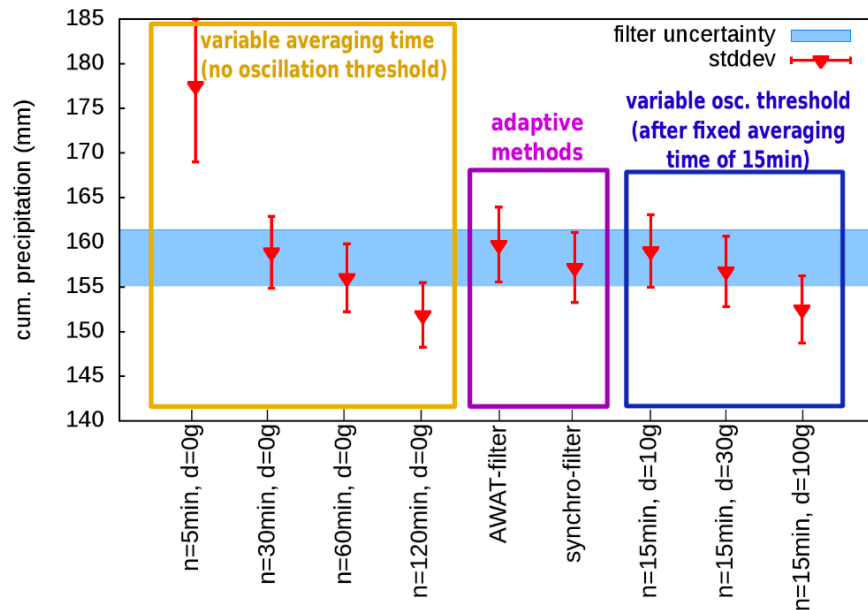 185
180
175
170
165
160
155
150
145
140
cum. precipitation (mm)
variable averaging time
(no oscillation threshold)
adaptive
methods
filter uncertainty
stddev
variable osc. threshold
(after fixed averaging
time of 15min)
n=5min, d=0g
n=30min, d=0g
n=60min, d=0g
n=120min, d=0g
AWAT-filter
synchro-filter
n=15min, d=10g
n=15min, d=30g
n=15min, d=100g